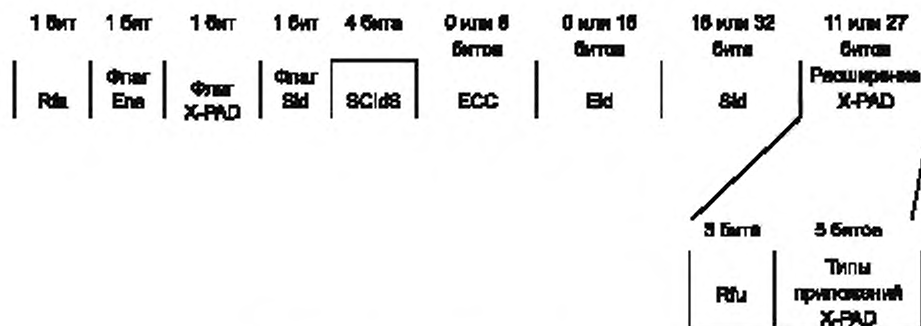 1 бит 1 бит 1 бит 1 бит 4 бита 0 или 8 битов 0 или 16 битов 16 или 32 бита 11 или 27 битов
Rfa Флаг Ens Флаг X-PAD Флаг SId SCIdS ECC EId SId Расширение X-PAD
3 бита 5 битов
Rfu Типы приложений X-PAD